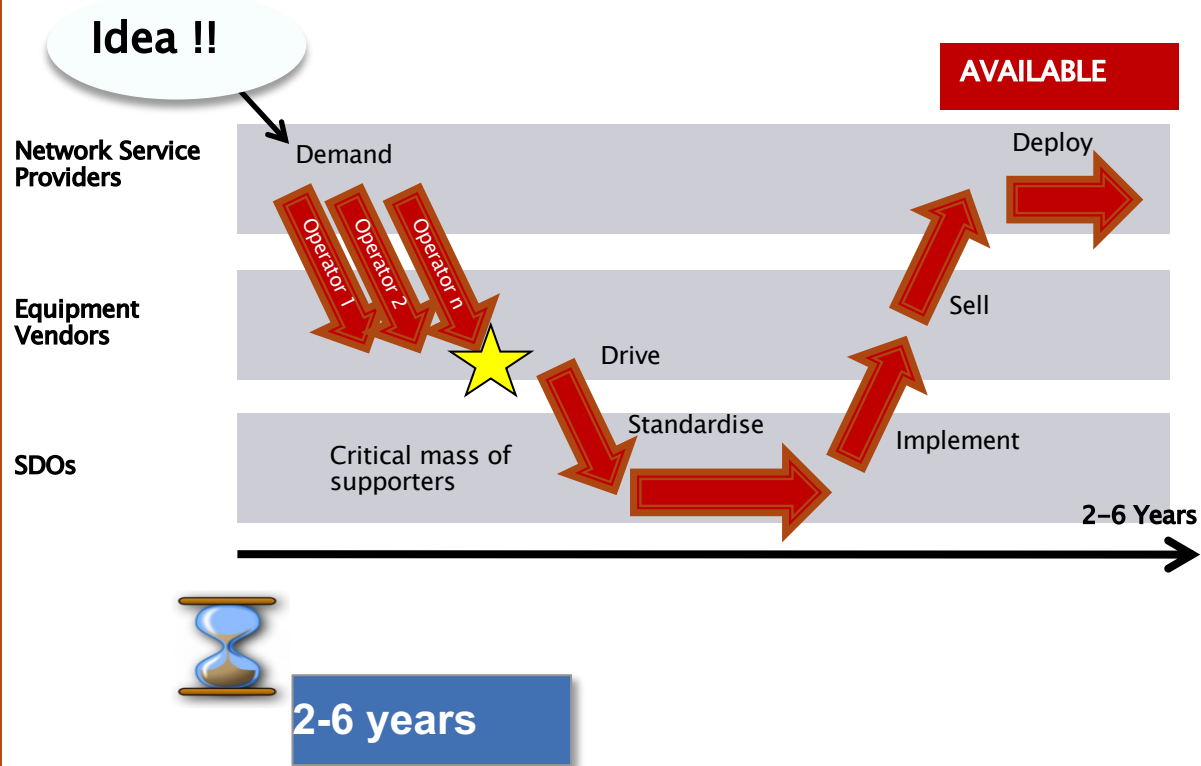 Idea !!
AVAILABLE
Network Service
Providers
Demand
Deploy
Operator 1
Operator 2
Operator n
Equipment
Vendors
Sell
Drive
SDOs
Standardise
Critical mass of
supporters
Implement
2–6 Years
2-6 years